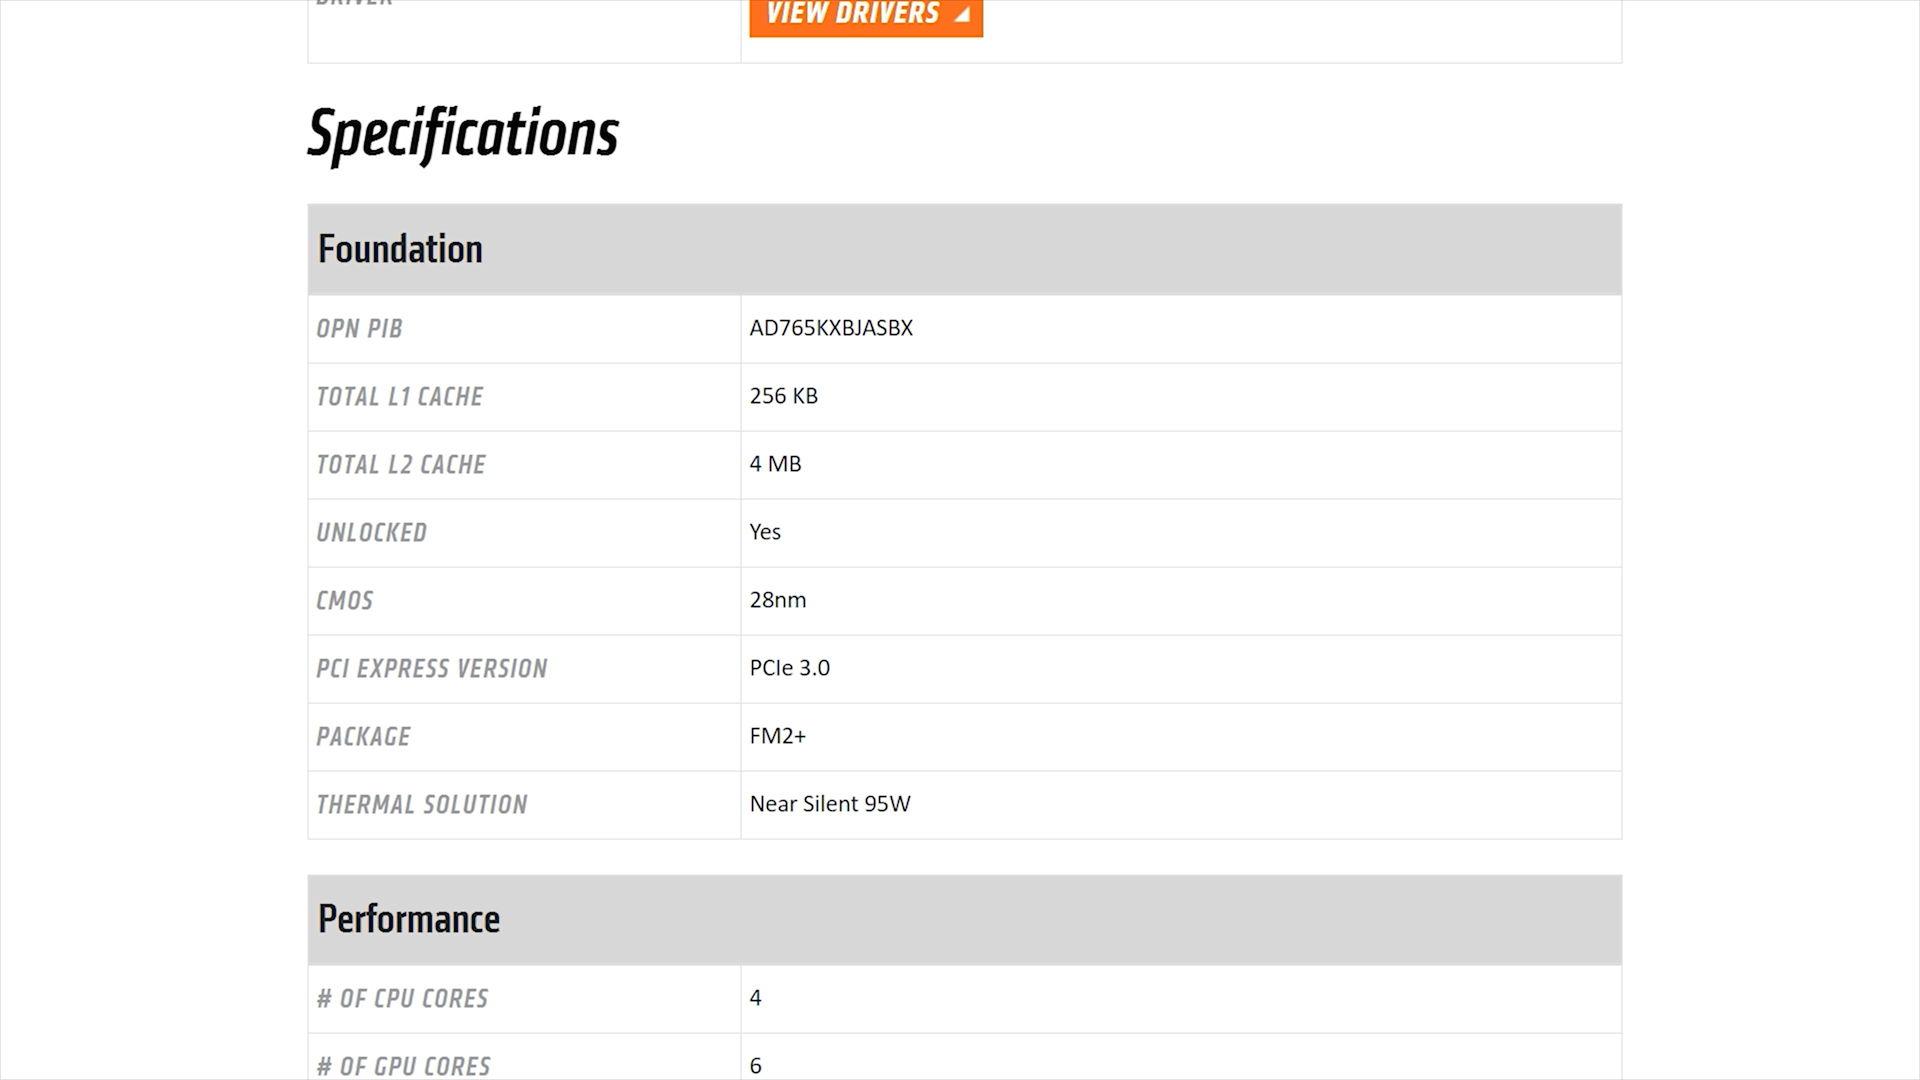 DRIVER
VIEW DRIVERS
Specifications
Foundation
OPN PIB AD765KXBJASBX
TOTAL L1 CACHE 256 KB
TOTAL L2 CACHE 4 MB
UNLOCKED Yes
CMOS 28nm
PCI EXPRESS VERSION PCIe 3.0
PACKAGE FM2+
THERMAL SOLUTION Near Silent 95W
Performance
# OF CPU CORES 4
# OF GPU CORES 6